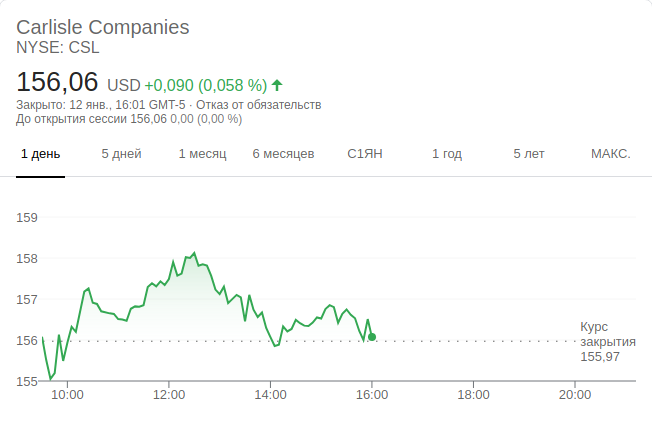 Carlisle Companies
NYSE: CSL
156,06 USD +0,090 (0,058 %)
Закрыто: 12 янв., 16:01 GMT-5 · Отказ от обязательств
До открытия сессии 156,06 0,00 (0,00 %)
1 день 5 дней 1 месяц 6 месяцев С1ЯН 1 год 5 лет МАКС.
159
158
157
156
155
Курс
закрытия
155,97
10:00 12:00 14:00 16:00 18:00 20:00